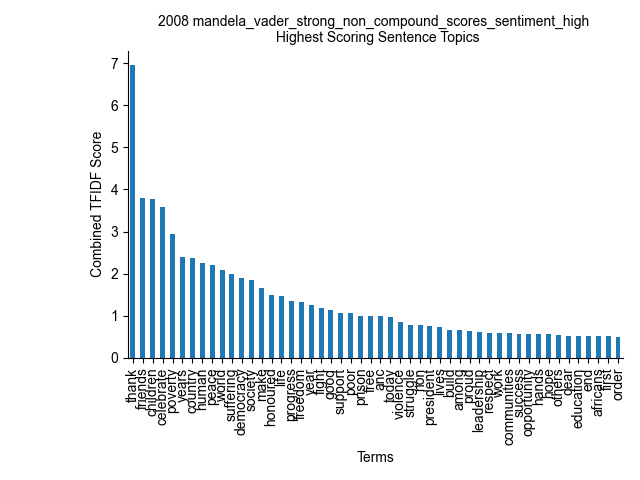 2008 mandela_vader_strong_non_compound_scores_sentiment_high
Highest Scoring Sentence Topics
Combined TFIDF Score
7
6
5
4
3
2
1
0
thank
friends
children
celebrate
poverty
years
country
human
peace
world
suffering
democracy
society
make
honoured
life
progress
freedom
year
fight
good
support
poor
prison
free
anc
today
violence
struggle
non
president
lives
build
among
proud
leadership
respect
work
communities
success
opportunity
hands
hope
others
dear
education
end
africans
first
order
Terms